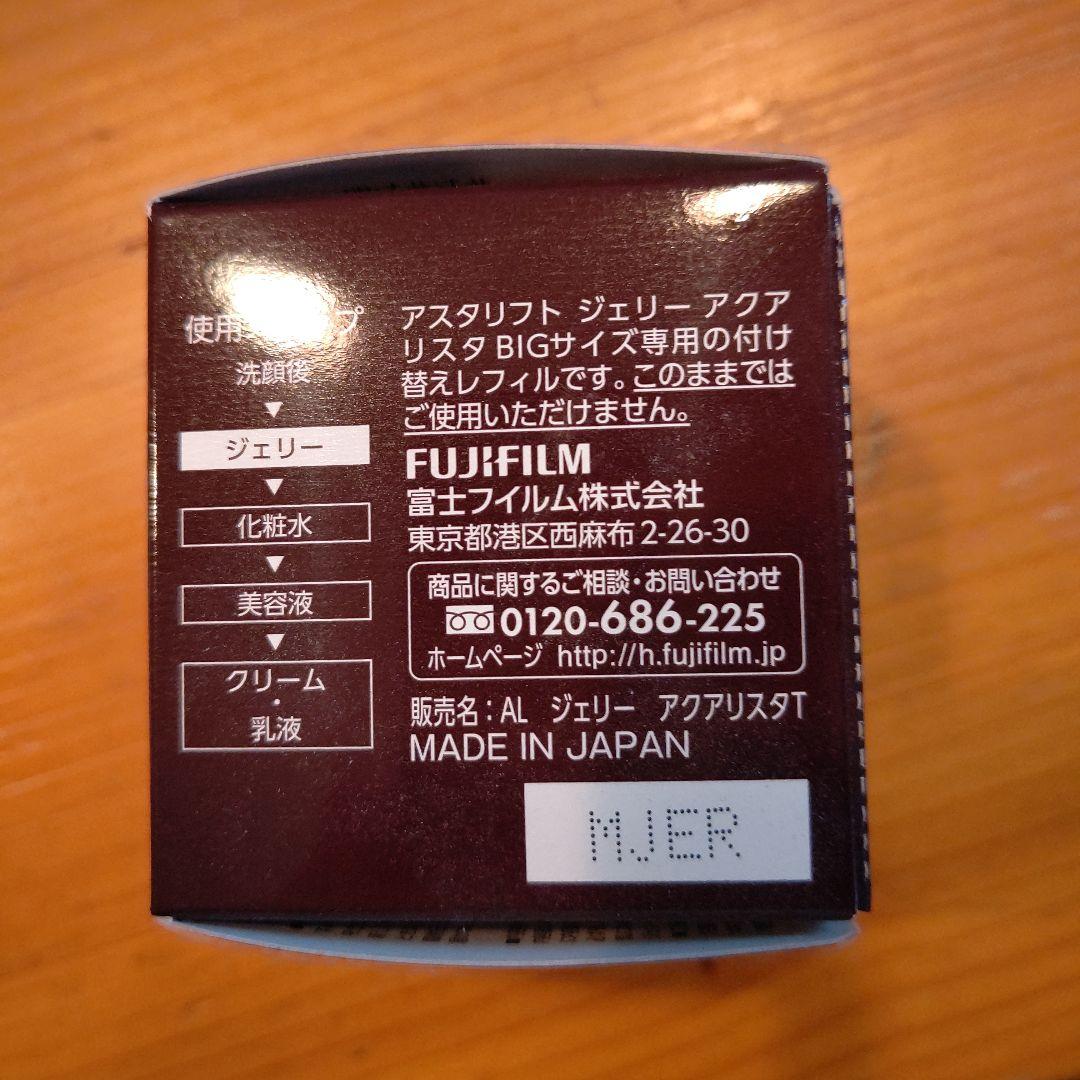 使用
プ
洗顔後
▼
ジェリー
▼
化粧水
▼
美容液
▼
クリーム
・
乳液
アスタリフト ジェリー アクア
リスタ BIGサイズ専用の付け
替えレフィルです。このままでは
ご使用いただけません。
FUJIFILM
富士フイルム株式会社
東京都港区西麻布2-26-30
商品に関するご相談・お問い合わせ
0120-686-225
ホームページ http://h.fujifilm.jp
販売名：AL ジェリー アクアリスタT
MADE IN JAPAN
MJER